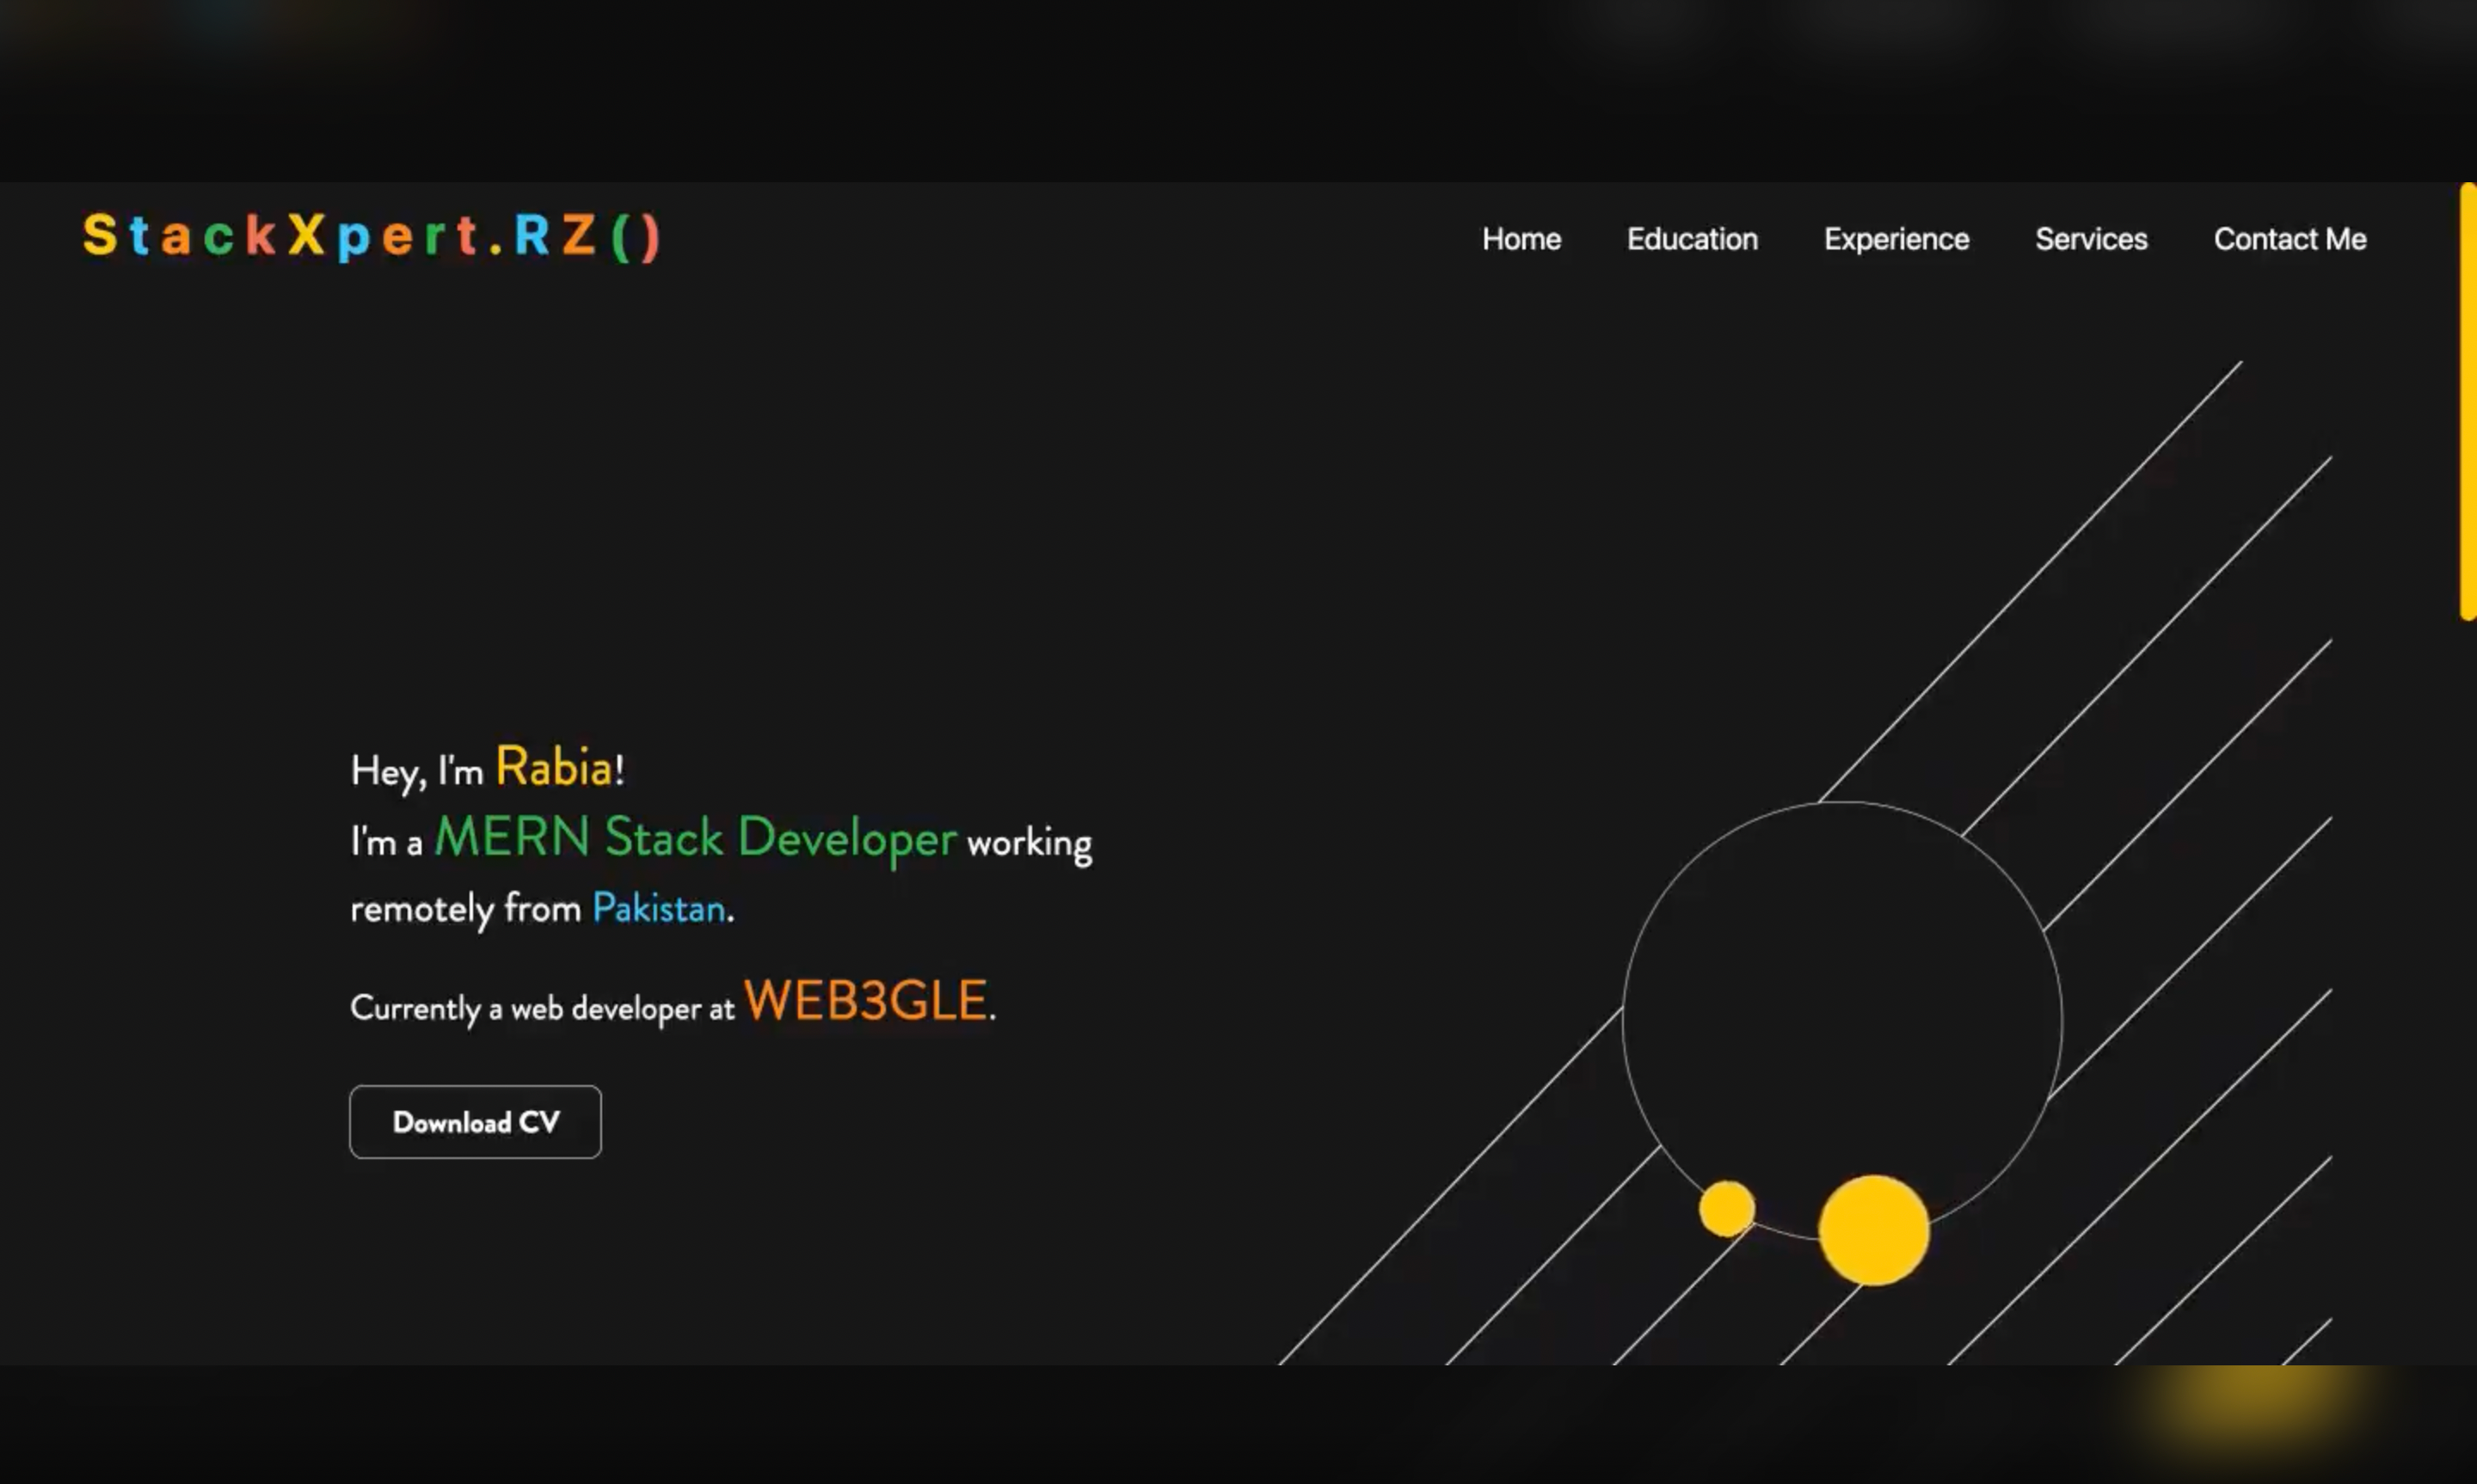 StackXpert.RZ()
Home Education Experience Services Contact Me
Hey, I'm Rabia!
I'm a MERN Stack Developer working
remotely from Pakistan.
Currently a web developer at WEB3GLE.
Download CV